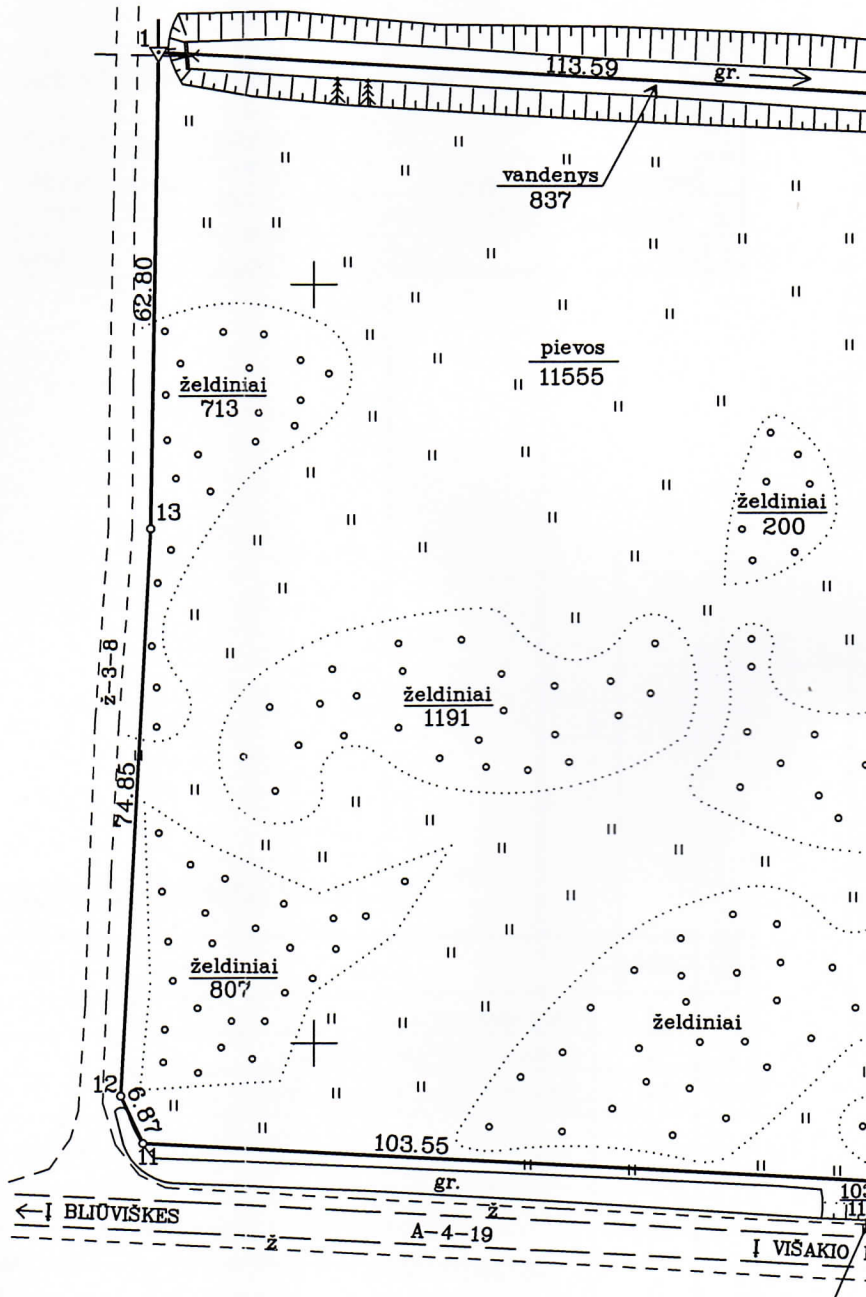 1
113.59
gr.
vandenys
837
62.80
pievos
11555
želdiniai
713
želdiniai
200
13
ž-3-8
želdiniai
1191
74.85
želdiniai
807
želdiniai
12
6.87
11
103.55
gr.
Į BLIŪVIŠKES
ž
ž
A-4-19
Į VIŠAKIO